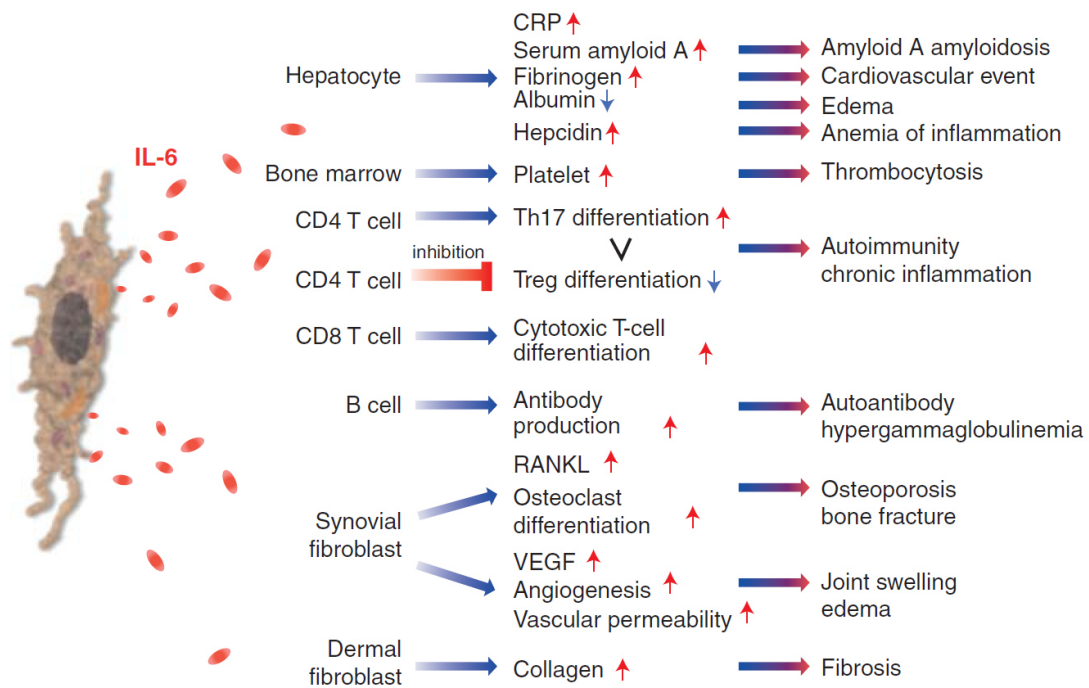 IL-6
Hepatocyte
CRP
Serum amyloid A
Fibrinogen
Albumin
Hepcidin
Amyloid A amyloidosis
Cardiovascular event
Edema
Anemia of inflammation
Bone marrow
Platelet
Thrombocytosis
CD4 T cell
Th17 differentiation
inhibition
CD4 T cell
Treg differentiation
Autoimmunity
chronic inflammation
CD8 T cell
Cytotoxic T-cell
differentiation
B cell
Antibody
production
Autoantibody
hypergammaglobulinemia
Synovial
fibroblast
RANKL
Osteoclast
differentiation
Osteoporosis
bone fracture
VEGF
Angiogenesis
Vascular permeability
Joint swelling
edema
Dermal
fibroblast
Collagen
Fibrosis